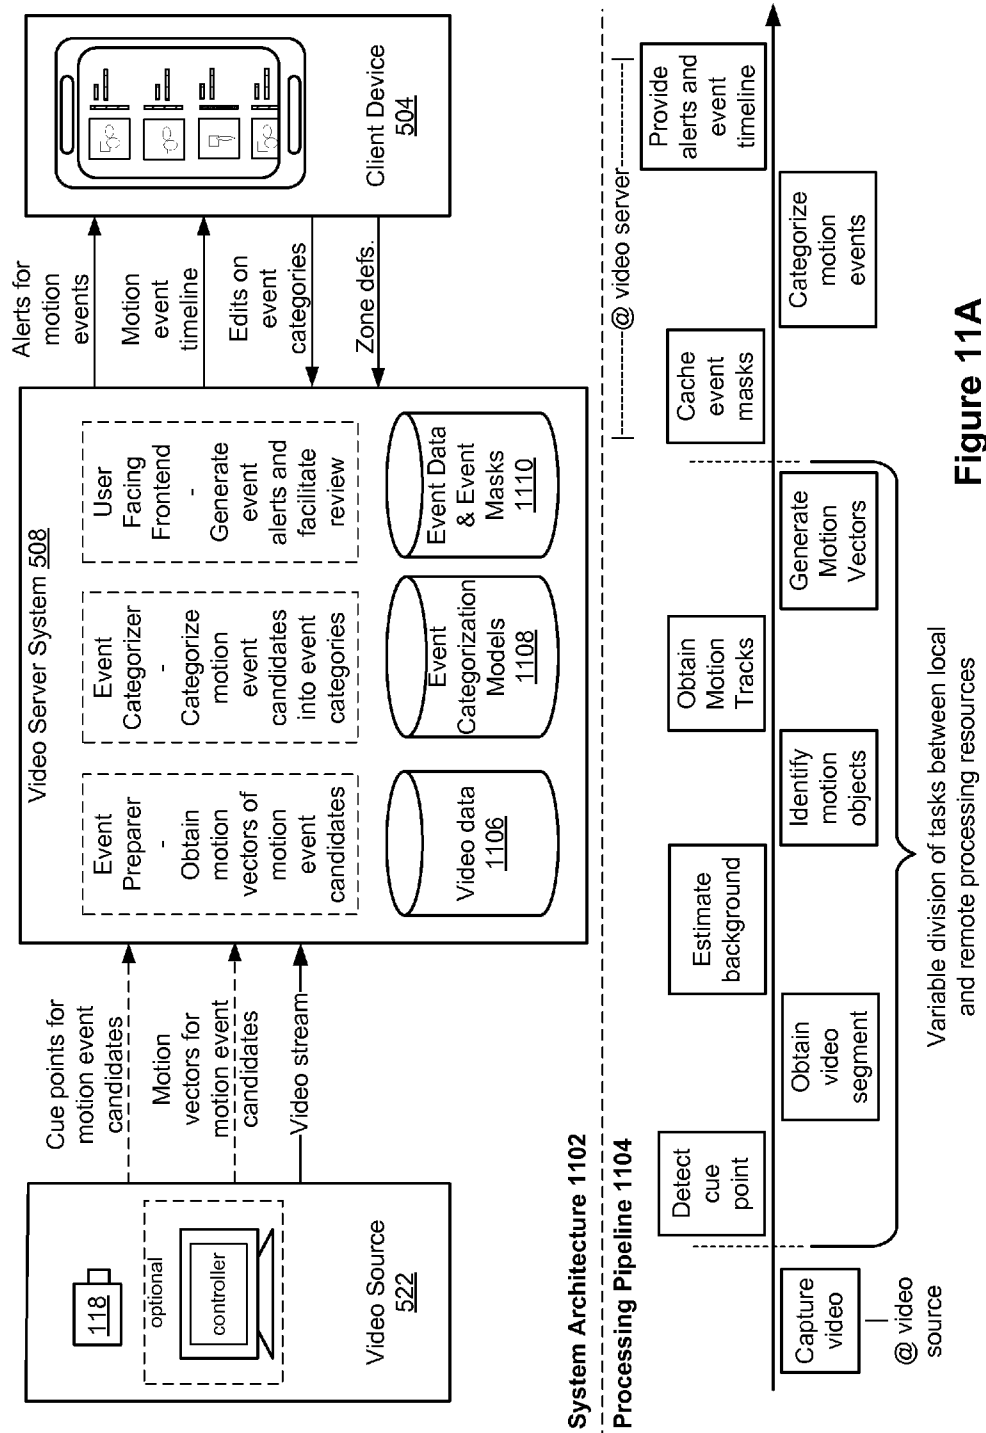 118
optional
controller
Video Source
522
Cue points for
motion event
candidates
Motion
vectors for
motion event
candidates
Video stream
Video Server System 508
Event
Preparer
-
Obtain
motion
vectors of
motion
event
candidates
Event
Categorizer
-
Categorize
motion
event
candidates
into event
categories
User
Facing
Frontend
-
Generate
event
alerts and
facilitate
review
Video data
1106
Event
Categorization
Models
1108
Event Data
& Event
Masks
1110
Alerts for
motion
events
Motion
event
timeline
Edits on
event
categories
Zone defs.
Client Device
504
System Architecture 1102
Processing Pipeline 1104
@ video server
Detect
cue
point
Estimate
background
Obtain
Motion
Tracks
Cache
event
masks
Provide
alerts and
event
timeline
Capture
video
Obtain
video
segment
Identify
motion
objects
Generate
Motion
Vectors
Categorize
motion
events
@ video
source
Variable division of tasks between local
and remote processing resources
Figure 11A